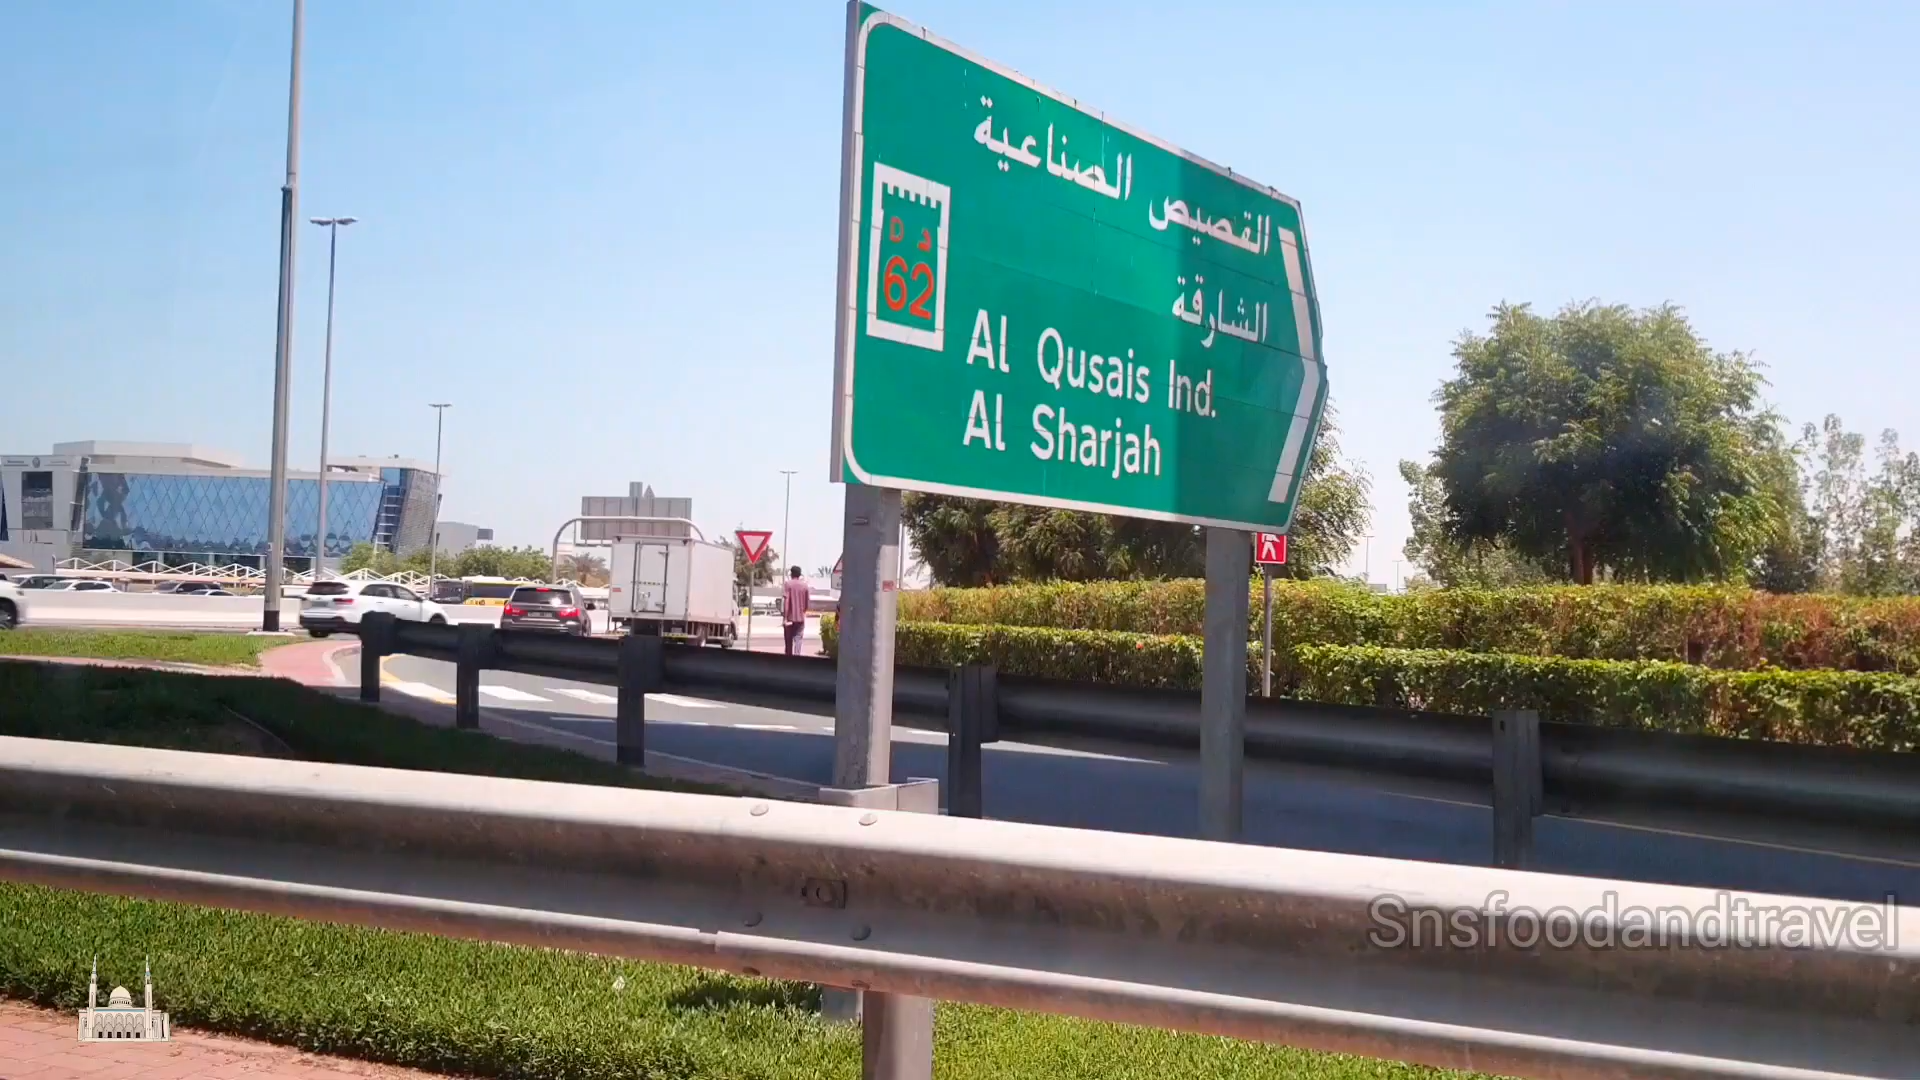 القصيص الصناعية
الشارقة
D د
62
Al Qusais Ind.
Al Sharjah
Snsfoodandtravel